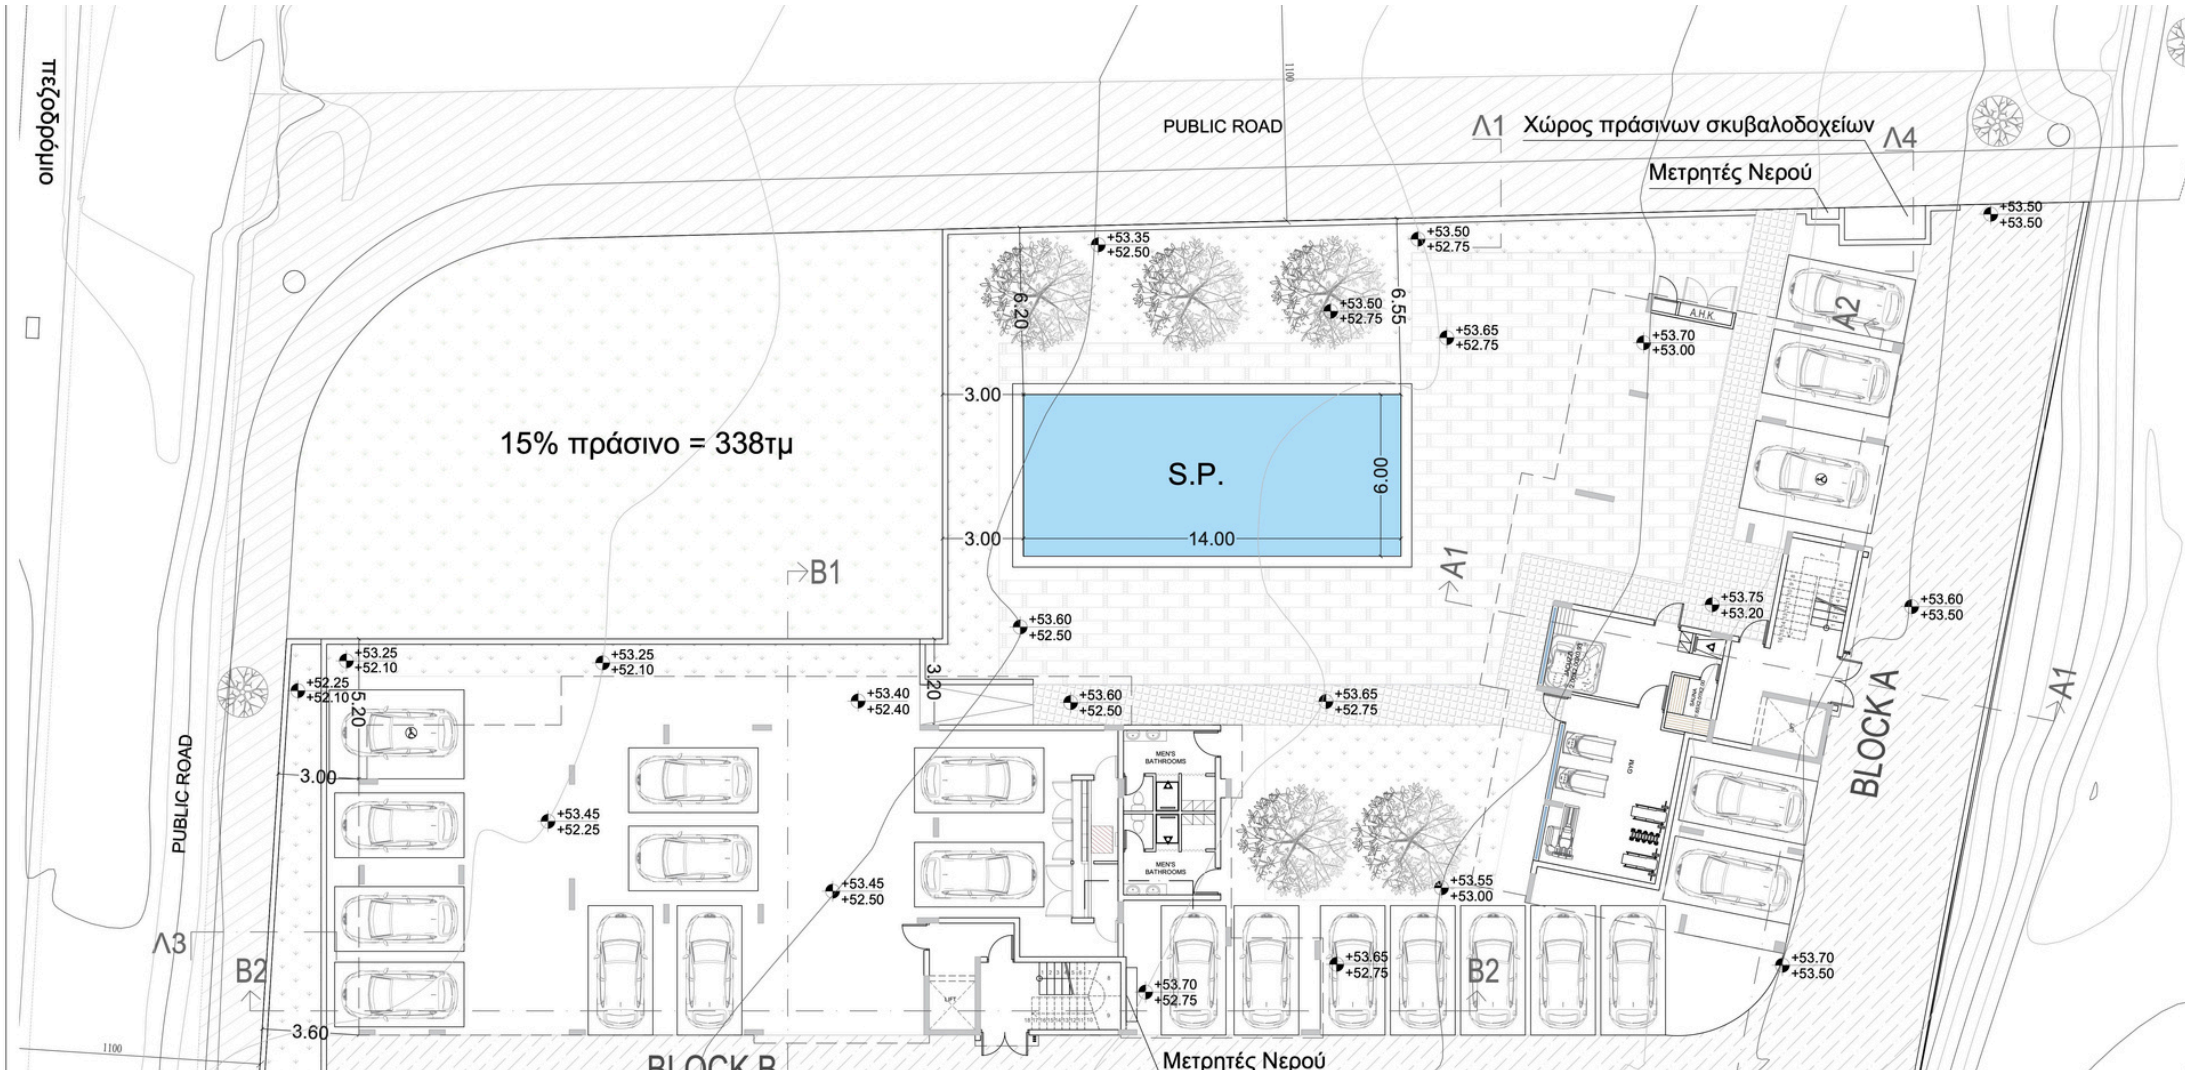 πεζοδρόμιο
PUBLIC ROAD
1100
Λ1
Χώρος πράσινων σκυβαλοδοχείων
Λ4
Μετρητές Νερού
+53.50
+53.50
+53.35
+52.50
+53.50
+52.75
6.20
+53.50
+52.75
6.55
+53.65
+52.75
A.H.K.
+53.70
+53.00
A2
3.00
15% πράσινο = 338τμ
S.P.
6.00
3.00
14.00
B1
A1
+53.75
+53.20
+53.60
+53.50
+53.60
+52.50
+53.25
+52.10
+53.25
+52.10
+52.25
+52.10
5.20
3.20
+53.40
+52.40
+53.60
+52.50
+53.65
+52.75
JACUZZI
SAUNA
LIFT
A1
BLOCK A
PUBLIC ROAD
3.00
MEN'S
BATHROOMS
GYM
+53.45
+52.25
MEN'S
BATHROOMS
+53.45
+52.50
+53.55
+53.00
Λ3
B2
+53.65
+52.75
B2
+53.70
+53.50
LIFT
+53.70
+52.75
3.60
1100
BLOCK B
Μετρητές Νερού